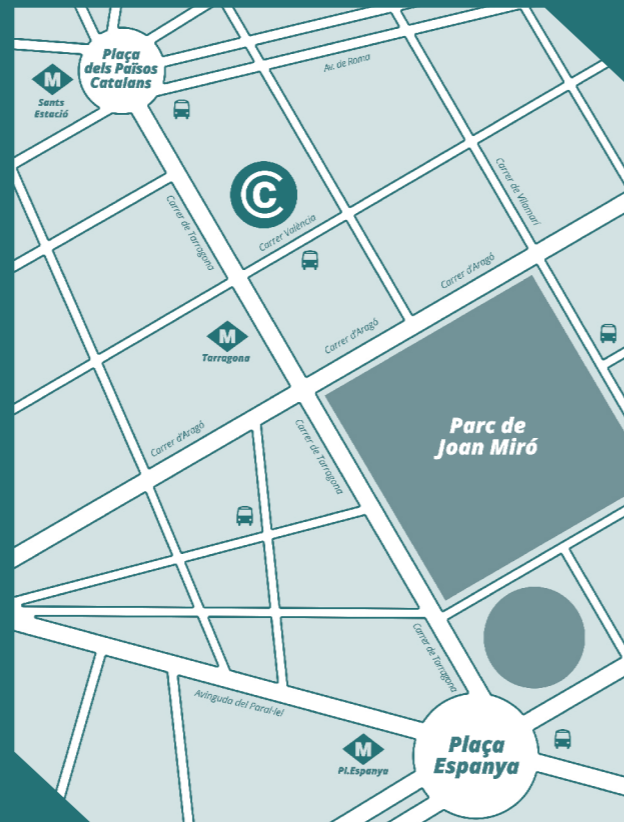 Plaça
dels Països
Catalans
M
Sants
Estació
Av. de Roma
Carrer de Vilamarí
C
Carrer de Tarragona
Carrer València
Carrer d'Aragó
Carrer d'Aragó
M
Tarragona
Carrer d'Aragó
Carrer de Tarragona
Parc de
Joan Miró
Carrer de Tarragona
Avinguda del Paral·lel
M
Pl.Espanya
Plaça
Espanya